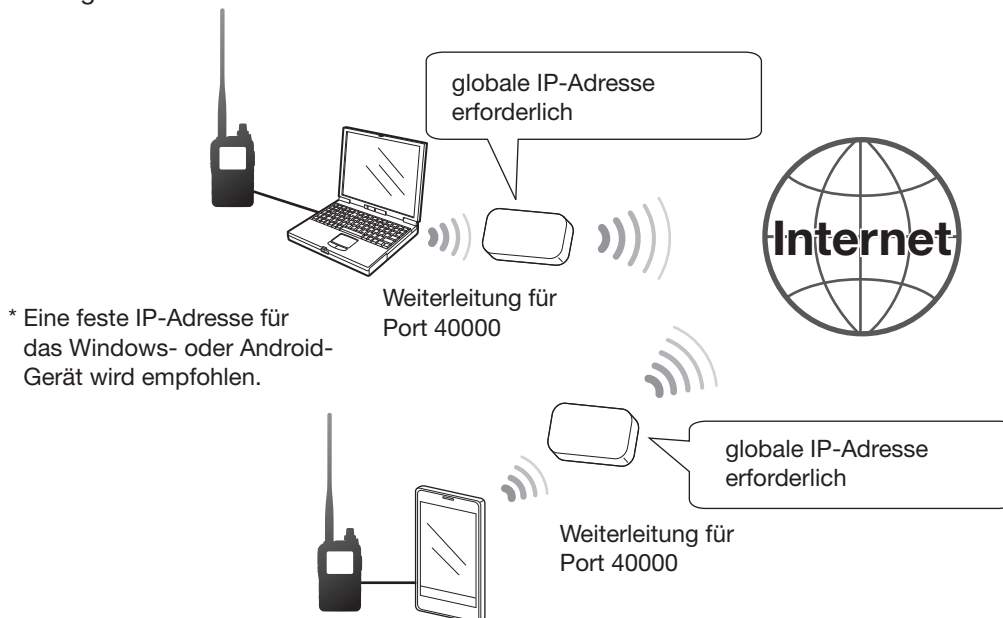 globale IP-Adresse
erforderlich
Internet
Weiterleitung für
Port 40000
* Eine feste IP-Adresse für
das Windows- oder Android-
Gerät wird empfohlen.
globale IP-Adresse
erforderlich
Weiterleitung für
Port 40000